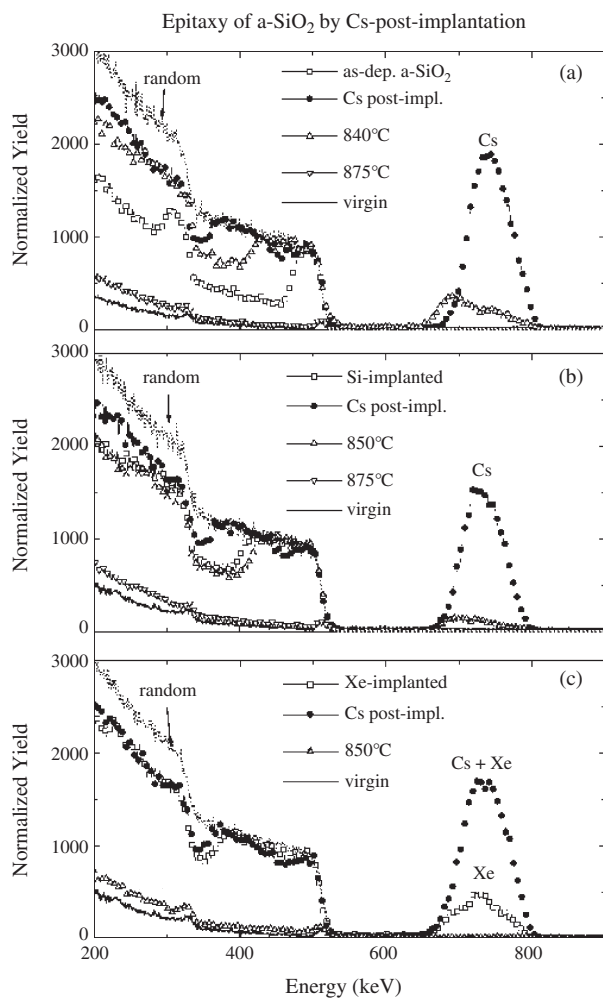 Epitaxy of a-SiO₂ by Cs-post-implantation
3000
2000
1000
0
Normalized Yield
random
as-dep. a-SiO₂
Cs post-impl.
840°C
875°C
virgin
(a)
Cs
3000
2000
1000
0
Normalized Yield
random
Si-implanted
Cs post-impl.
850°C
875°C
virgin
(b)
Cs
3000
2000
1000
0
Normalized Yield
random
Xe-implanted
Cs post-impl.
850°C
virgin
(c)
Cs + Xe
Xe
200 400 600 800
Energy (keV)